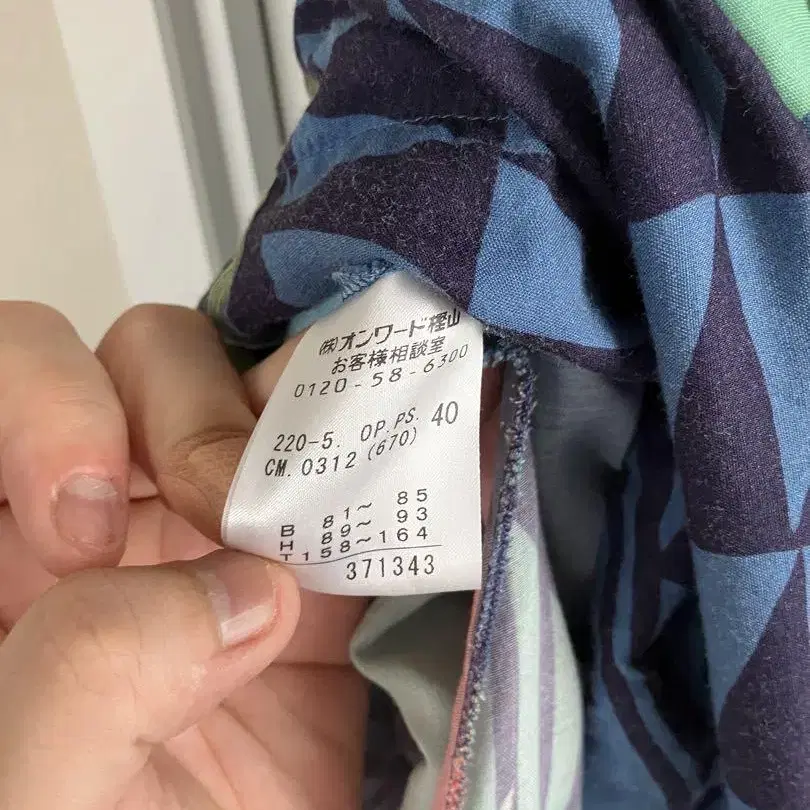 ㈱オンワード樫山
お客様相談室
0120-58-6300
220-5. OP.PS. 40
CM. 0312 (670)
B 81~ 85
H 89~ 93
T158~164
371343